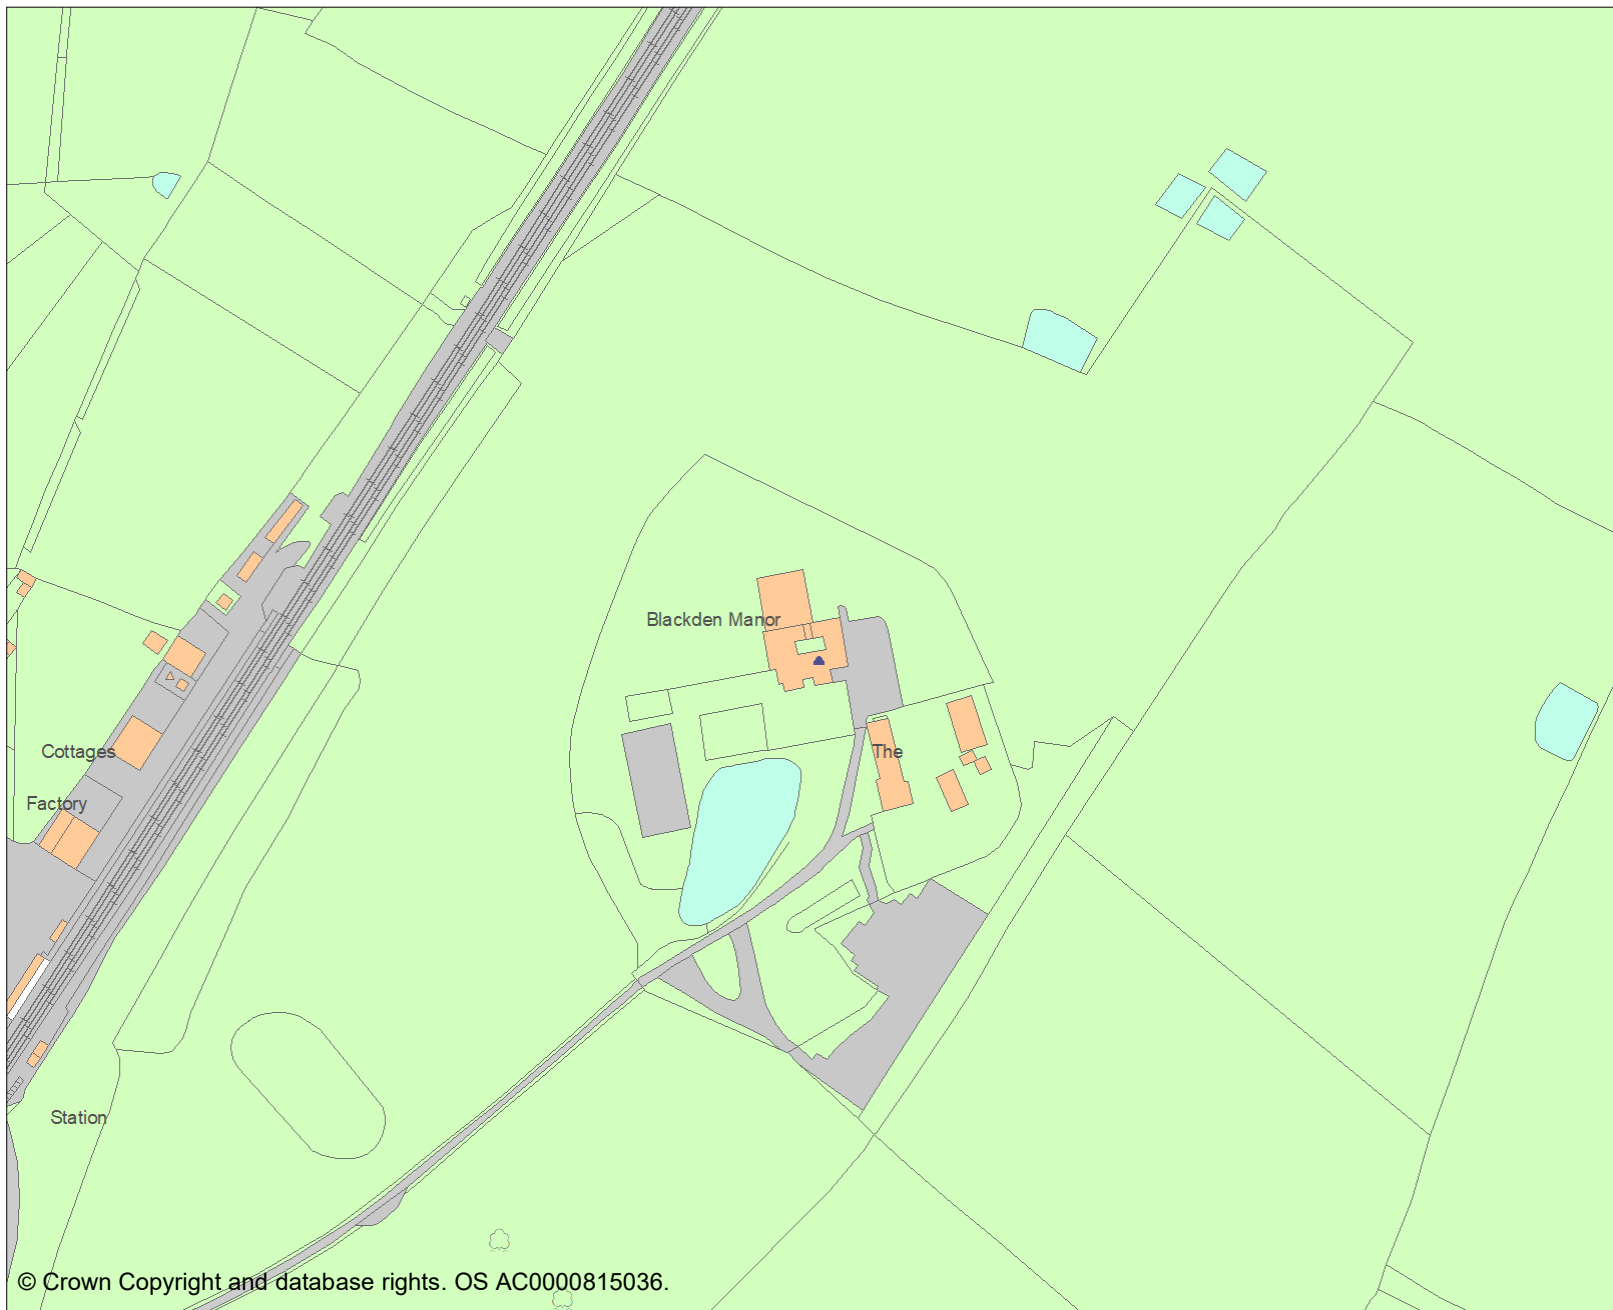 Blackden Manor
Cottages
The
Factory
Station
© Crown Copyright and database rights. OS AC0000815036.